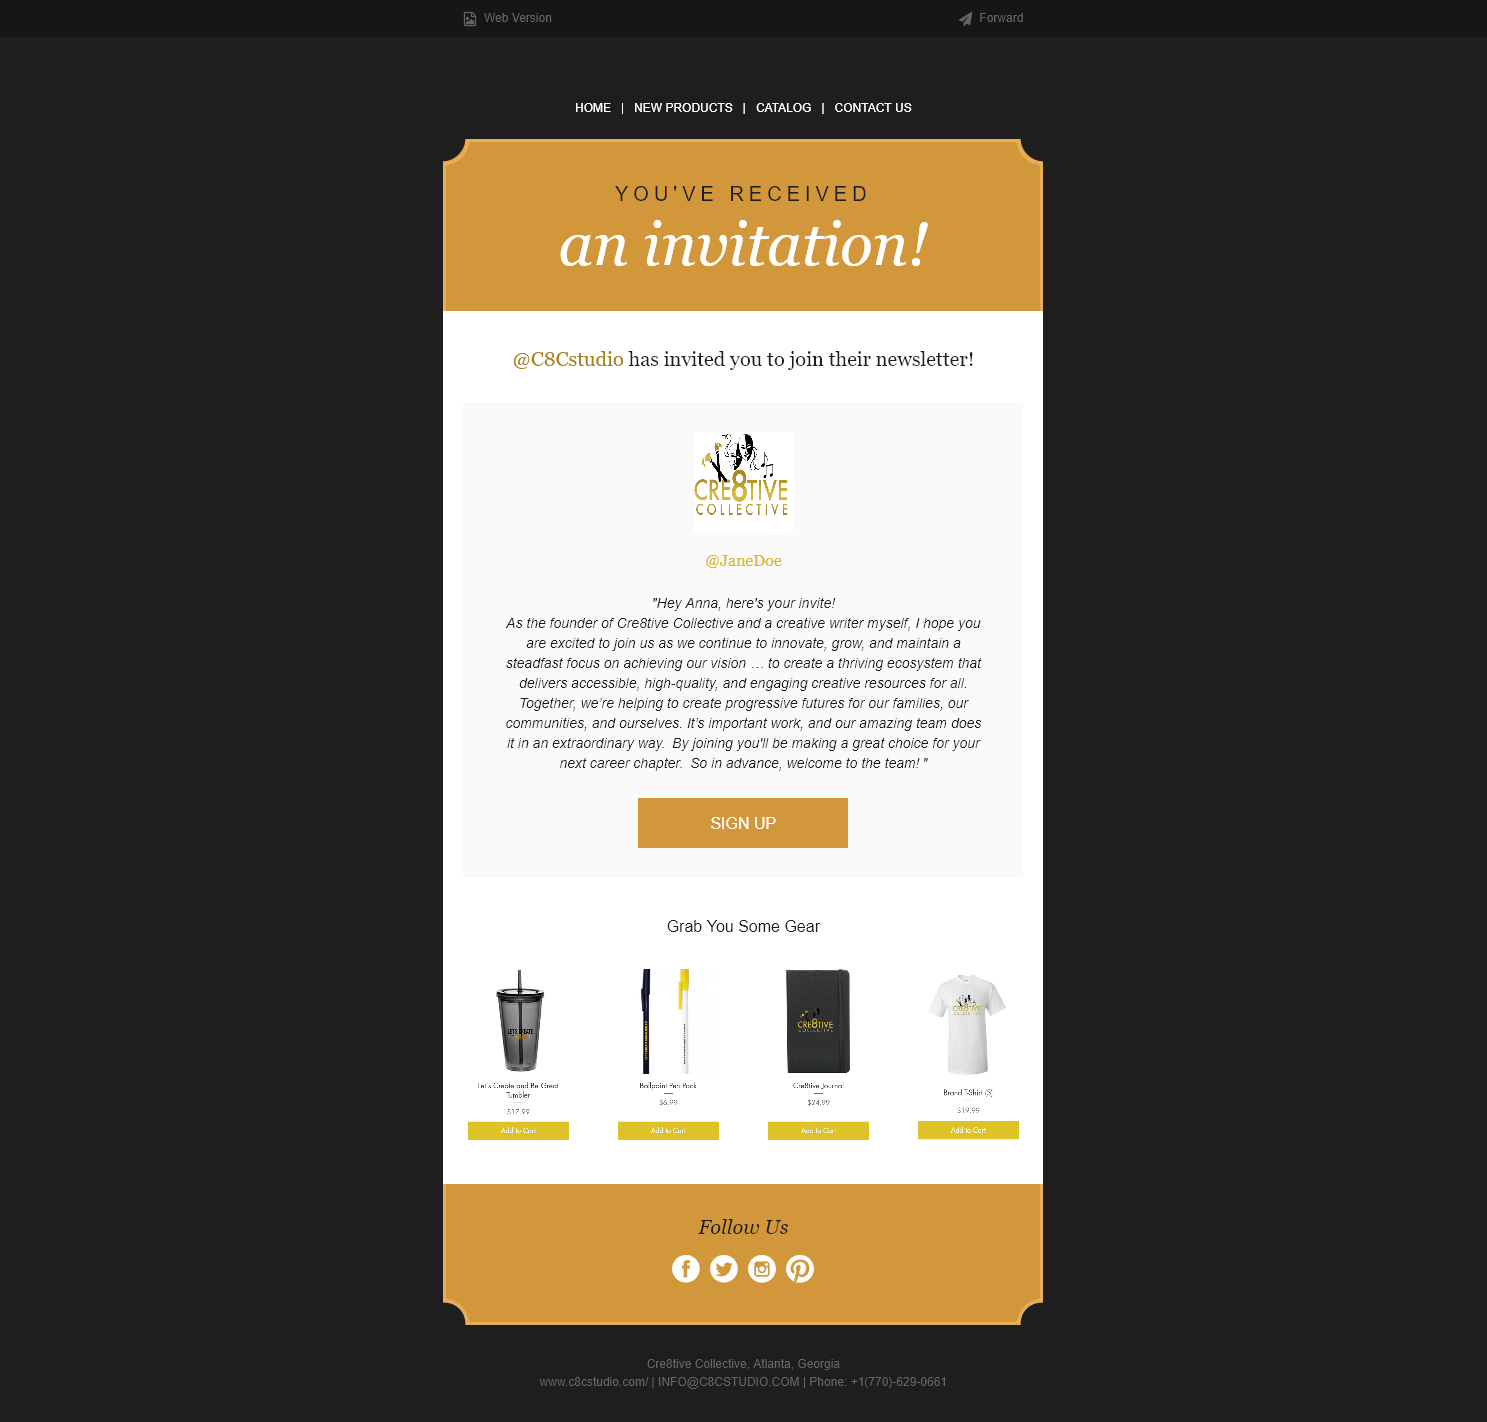 Web Version
Forward
HOME | NEW PRODUCTS | CATALOG | CONTACT US
YOU'VE RECEIVED
an invitation!
@C8Cstudio has invited you to join their newsletter!
CRE8TIVE
COLLECTIVE
@JaneDoe
"Hey Anna, here's your invite!
As the founder of Cre8tive Collective and a creative writer myself, I hope you
are excited to join us as we continue to innovate, grow, and maintain a
steadfast focus on achieving our vision … to create a thriving ecosystem that
delivers accessible, high-quality, and engaging creative resources for all.
Together, we’re helping to create progressive futures for our families, our
communities, and ourselves. It’s important work, and our amazing team does
it in an extraordinary way.  By joining you'll be making a great choice for your
next career chapter.  So in advance, welcome to the team! "
SIGN UP
Grab You Some Gear
LET'S CREATE
CRE8TIVE
COLLECTIVE
CRE8TIVE
COLLECTIVE
Let's Create and Be Great
Tumbler
$17.99
Add to Cart
Ballpoint Pen Pack
$6.99
Add to Cart
Cre8tive Journal
$24.99
Add to Cart
Brand T-Shirt (S)
$19.99
Add to Cart
Follow Us
Cre8tive Collective, Atlanta, Georgia
www.c8cstudio.com/ | INFO@C8CSTUDIO.COM | Phone: +1(770)-629-0661